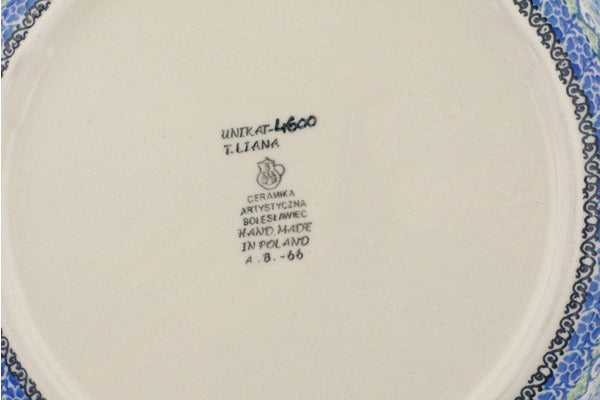 UNIKAT-4600
T.LIANA
CERAMIKA
ARTYSTYCZNA
BOLESŁAWIEC
HAND MADE
IN POLAND
A.B.-66